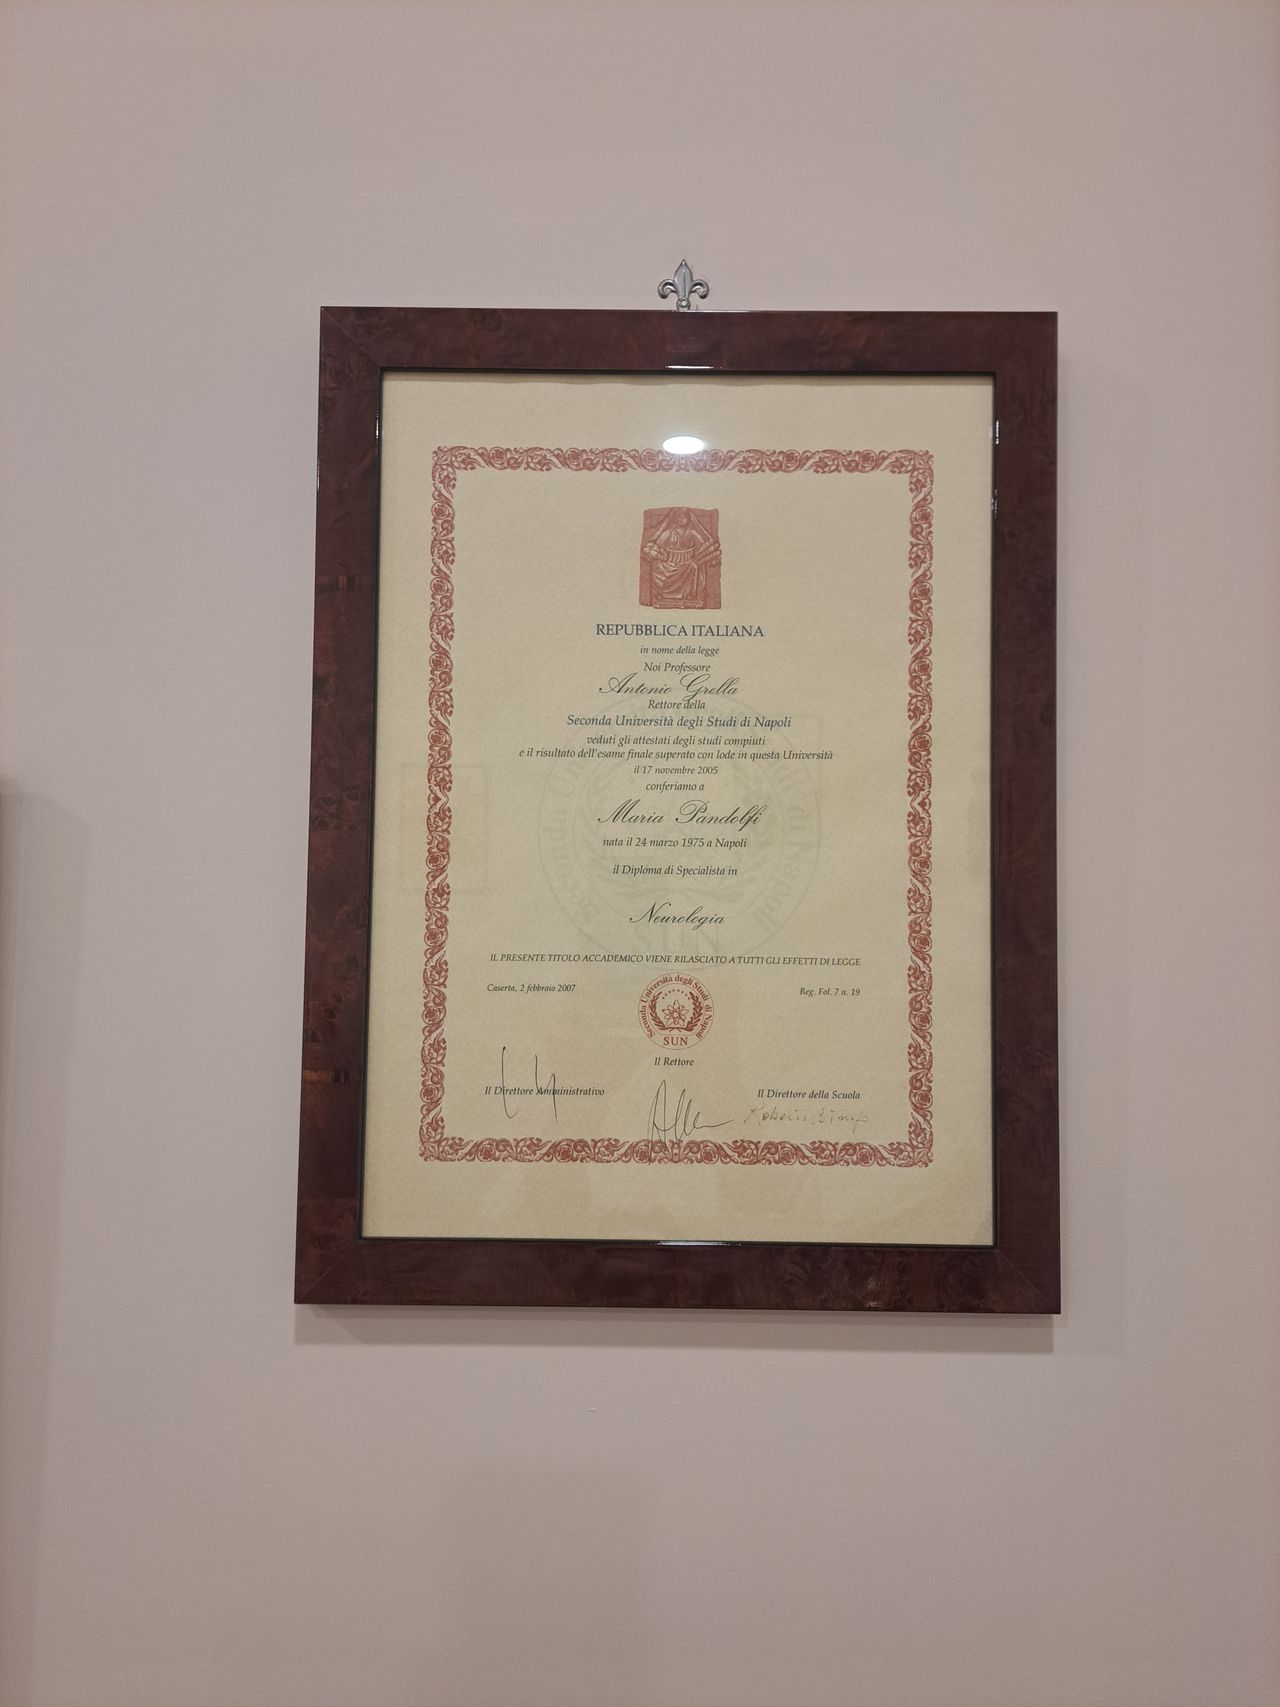 REPUBBLICA ITALIANA
in nome della legge
Noi Professore
Antonio Grella
Rettore della
Seconda Università degli Studi di Napoli
veduti gli attestati degli studi compiuti
e il risultato dell'esame finale superato con lode in questa Università
il 17 novembre 2005
conferiamo a
Maria Pandolfi
nata il 24 marzo 1975 a Napoli
il Diploma di Specialista in
Neurologia
IL PRESENTE TITOLO ACCADEMICO VIENE RILASCIATO A TUTTI GLI EFFETTI DI LEGGE
Caserta, 2 febbraio 2007
Reg. Fol. 7 n. 19
Seconda Università degli Studi di Napoli
SUN
Il Rettore
Il Direttore Amministrativo
Il Direttore della Scuola
Roberto